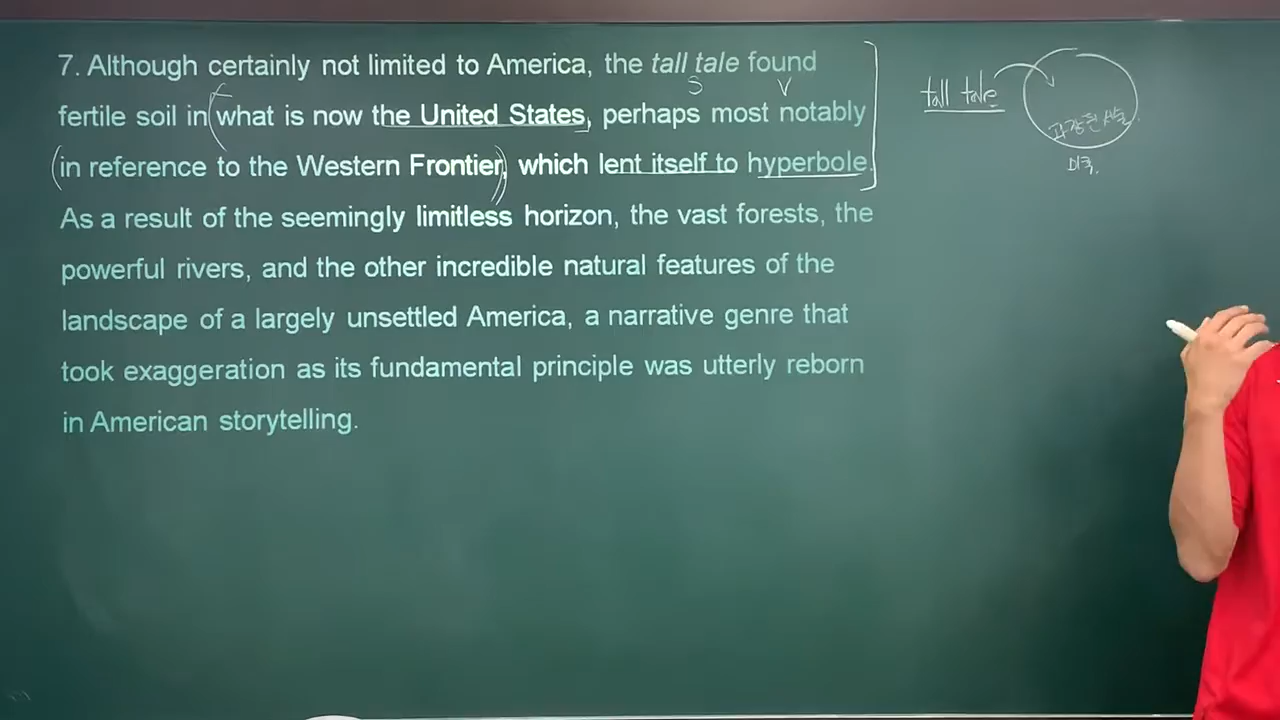 7. Although certainly not limited to America, the tall tale found
S V
fertile soil in (what is now the United States, perhaps most notably
(in reference to the Western Frontier), which lent itself to hyperbole.
As a result of the seemingly limitless horizon, the vast forests, the
powerful rivers, and the other incredible natural features of the
landscape of a largely unsettled America, a narrative genre that
took exaggeration as its fundamental principle was utterly reborn
in American storytelling.
tall tale
과장된
미국.